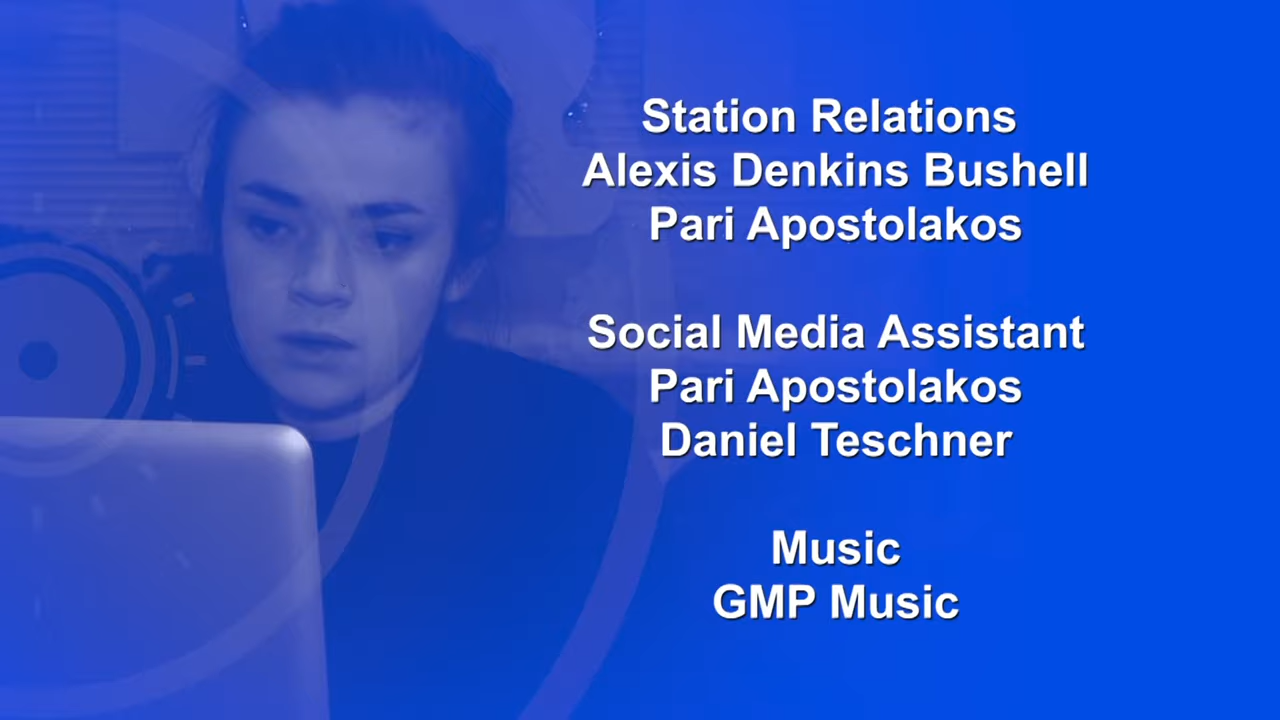 Station Relations
Alexis Denkins Bushell
Pari Apostolakos
Social Media Assistant
Pari Apostolakos
Daniel Teschner
Music
GMP Music